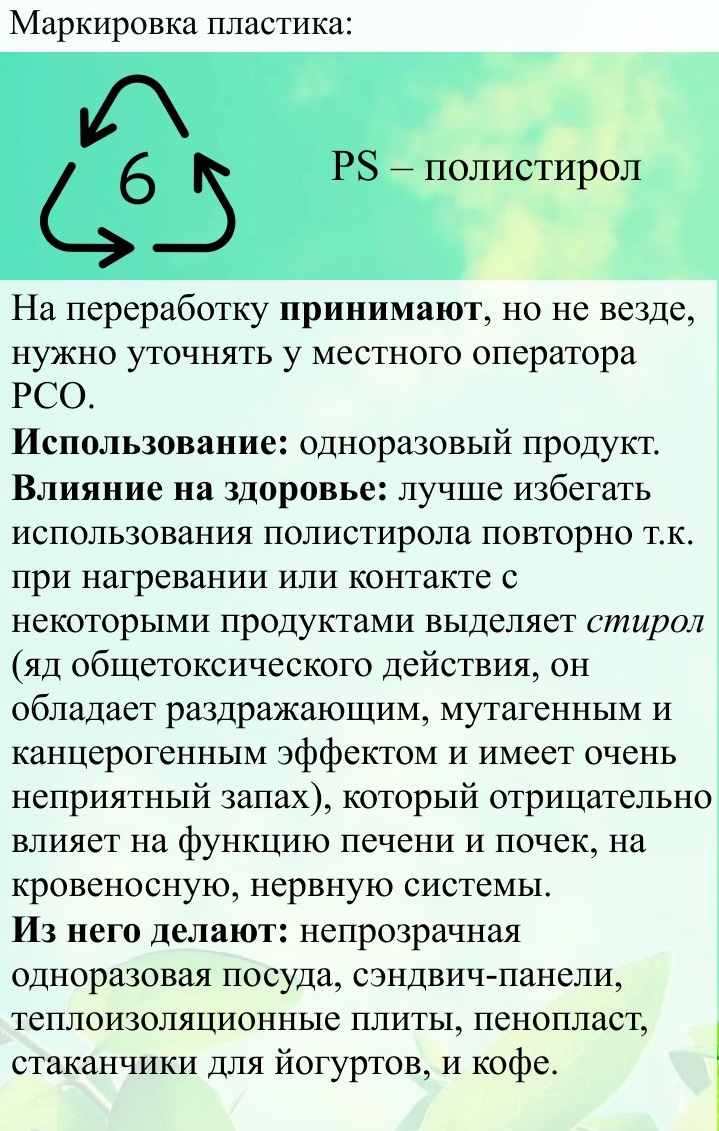 Маркировка пластика:
6
PS – полистирол
На переработку принимают, но не везде,
нужно уточнять у местного оператора
РСО.
Использование: одноразовый продукт.
Влияние на здоровье: лучше избегать
использования полистирола повторно т.к.
при нагревании или контакте с
некоторыми продуктами выделяет стирол
(яд общетоксического действия, он
обладает раздражающим, мутагенным и
канцерогенным эффектом и имеет очень
неприятный запах), который отрицательно
влияет на функцию печени и почек, на
кровеносную, нервную системы.
Из него делают: непрозрачная
одноразовая посуда, сэндвич-панели,
теплоизоляционные плиты, пенопласт,
стаканчики для йогуртов, и кофе.